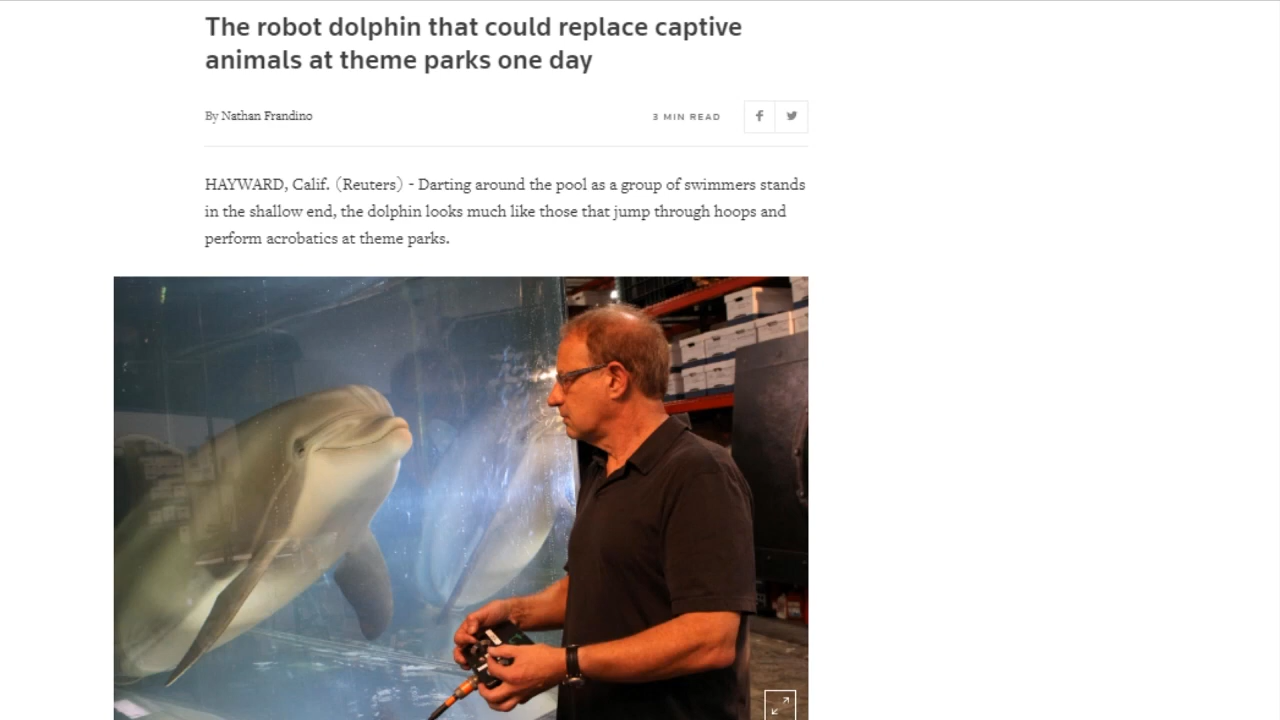 The robot dolphin that could replace captive
animals at theme parks one day
By Nathan Frandino
3 MIN READ
HAYWARD, Calif. (Reuters) - Darting around the pool as a group of swimmers stands
in the shallow end, the dolphin looks much like those that jump through hoops and
perform acrobatics at theme parks.